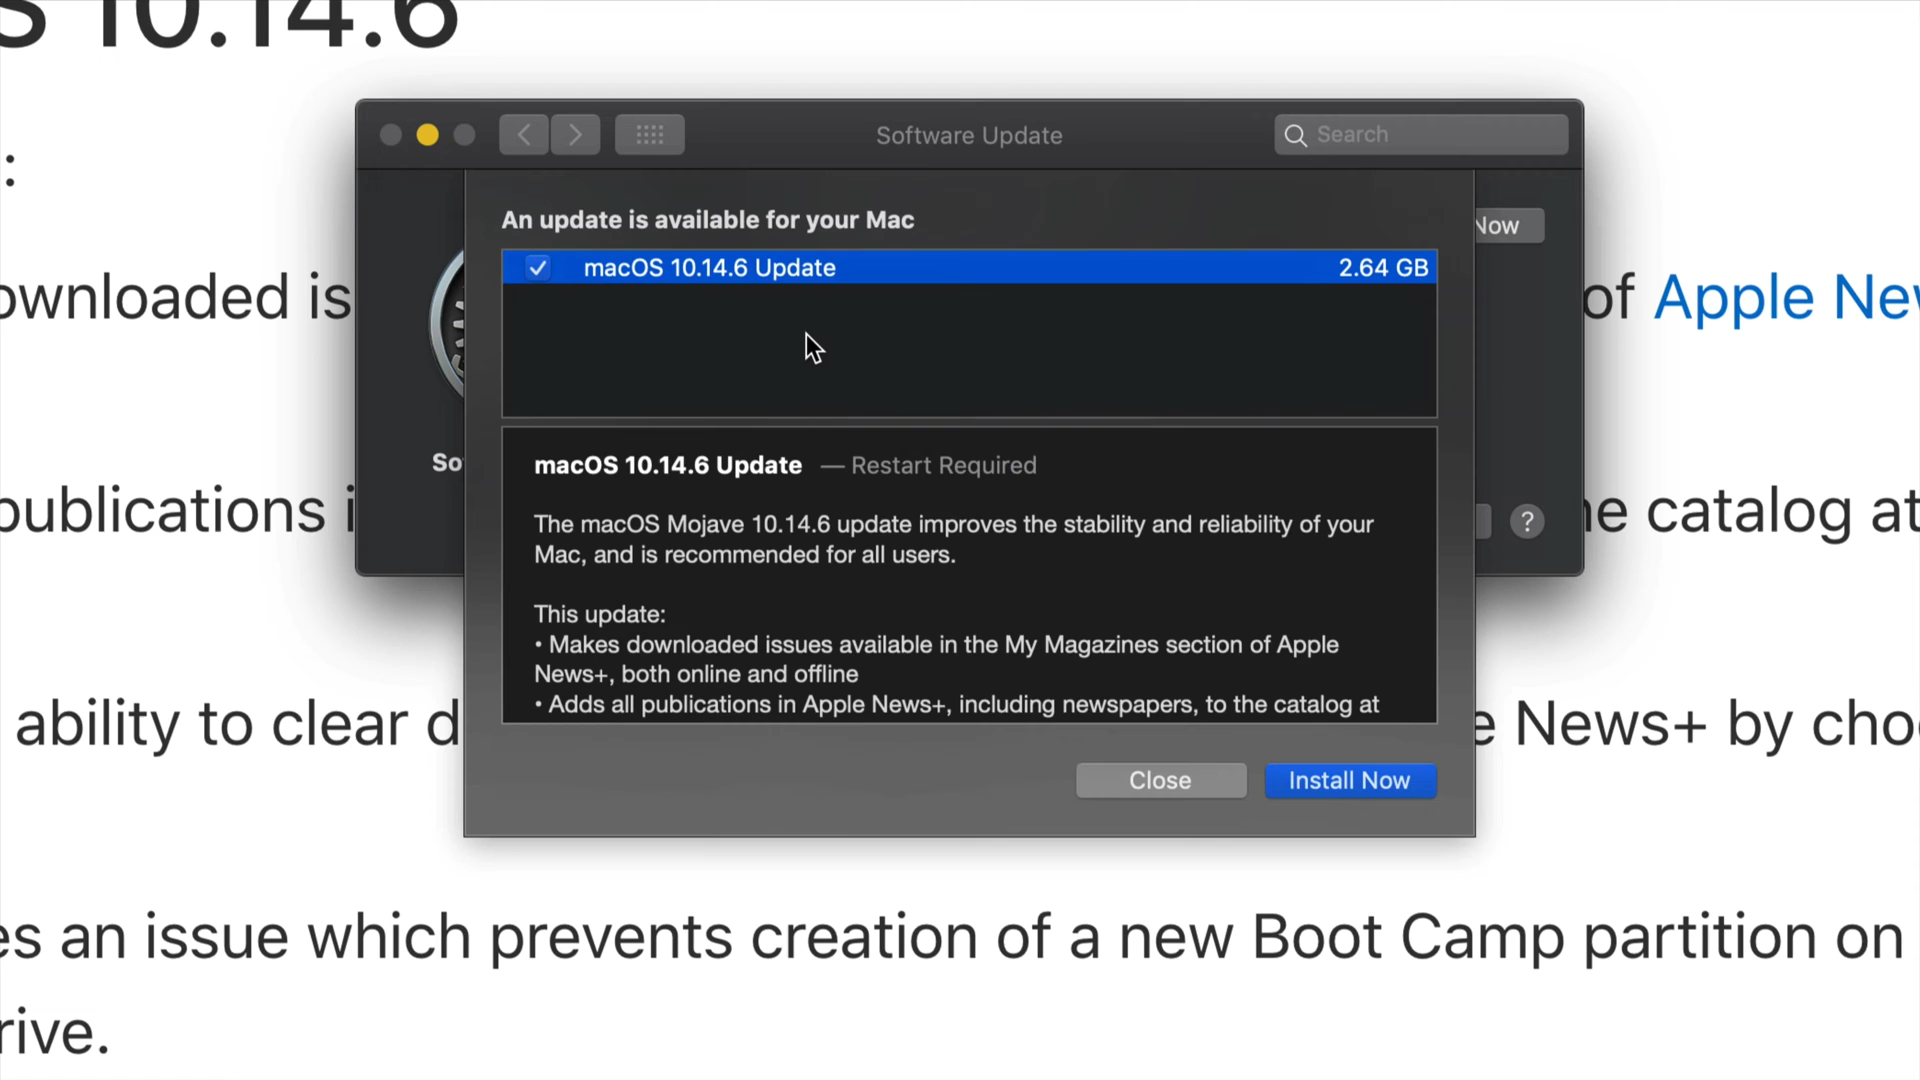 S 10.14.6
:
ownloaded is
of Apple New
publications i
he catalog at
ability to clear d
e News+ by choo
es an issue which prevents creation of a new Boot Camp partition on
rive.
Software Update
Search
Now
So
?
An update is available for your Mac
macOS 10.14.6 Update 2.64 GB
macOS 10.14.6 Update — Restart Required
The macOS Mojave 10.14.6 update improves the stability and reliability of your
Mac, and is recommended for all users.
This update:
• Makes downloaded issues available in the My Magazines section of Apple
News+, both online and offline
• Adds all publications in Apple News+, including newspapers, to the catalog at
Close
Install Now